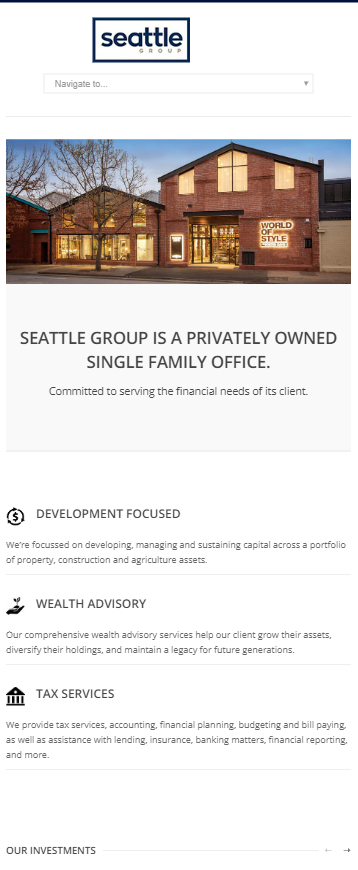 seattle
GROUP
Navigate to...
WORLD
OF
STYLE
SEATTLE GROUP IS A PRIVATELY OWNED
SINGLE FAMILY OFFICE.
Committed to serving the financial needs of its client.
DEVELOPMENT FOCUSED
We're focussed on developing, managing and sustaining capital across a portfolio
of property, construction and agriculture assets.
WEALTH ADVISORY
Our comprehensive wealth advisory services help our client grow their assets,
diversify their holdings, and maintain a legacy for future generations.
TAX SERVICES
We provide tax services, accounting, financial planning, budgeting and bill paying,
as well as assistance with lending, insurance, banking matters, financial reporting,
and more.
OUR INVESTMENTS